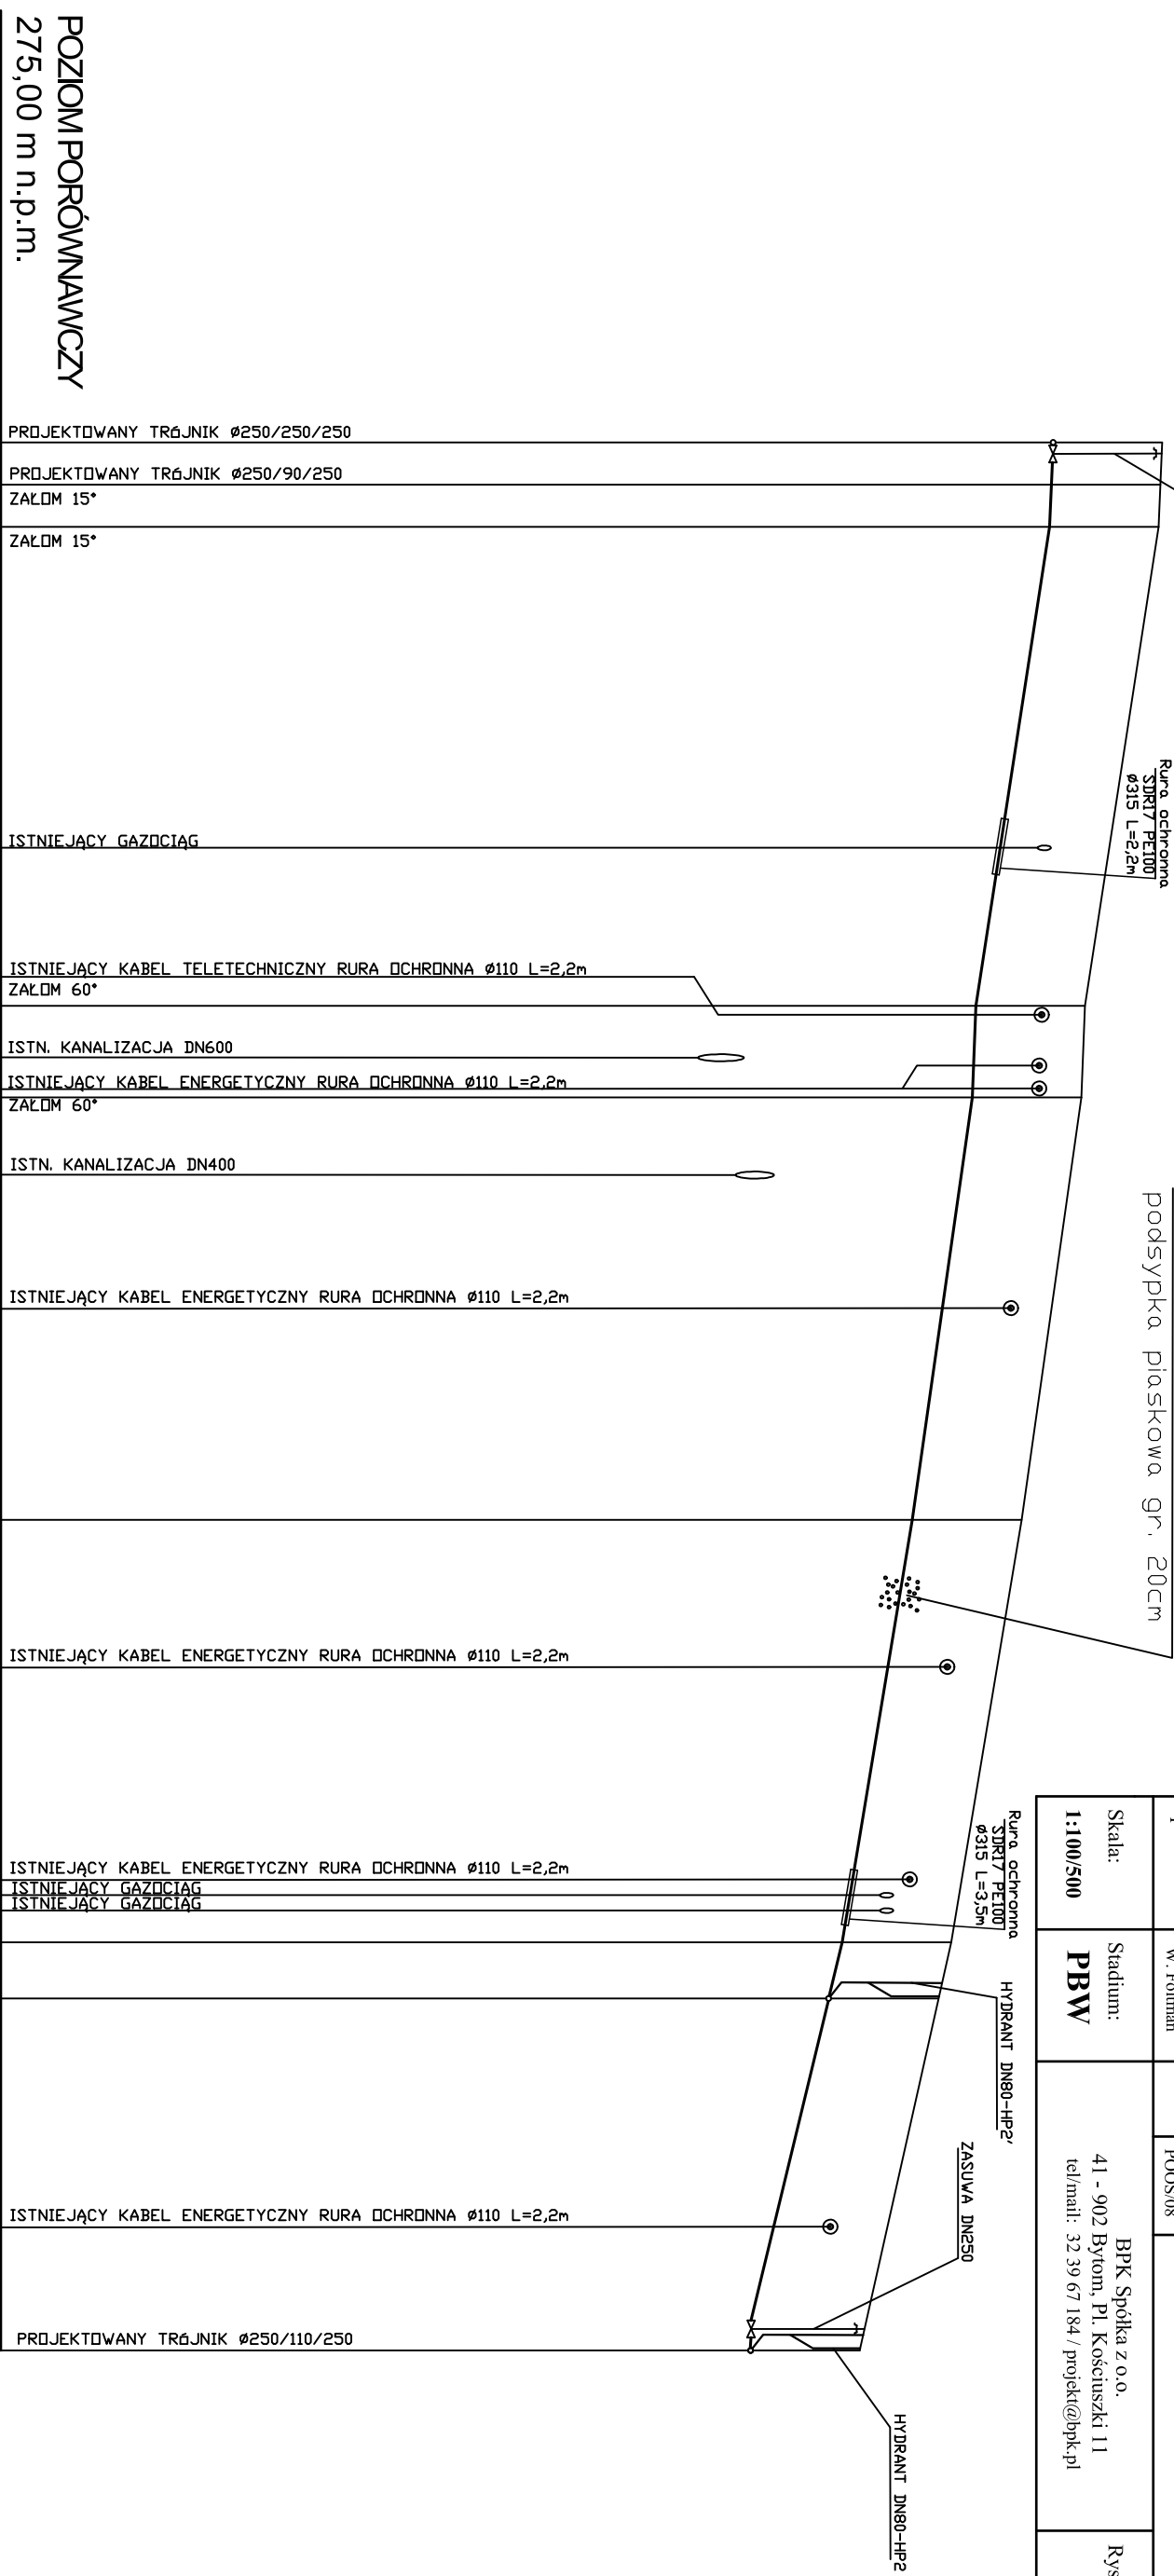 POZIOM PORÓWNAWCZY
275,00 m n.p.m.
PROJEKTOWANY TRóJNIK Ø250/250/250
PROJEKTOWANY TRóJNIK Ø250/90/250
ZAŁOM 15°
ZAŁOM 15°
Rura ochronna
SDR17 PE100
Ø315 L=2,2m
ISTNIEJĄCY GAZOCIĄG
ISTNIEJĄCY KABEL TELETECHNICZNY RURA OCHRONNA Ø110 L=2,2m
ZAŁOM 60°
ISTN. KANALIZACJA DN600
ISTNIEJĄCY KABEL ENERGETYCZNY RURA OCHRONNA Ø110 L=2,2m
ZAŁOM 60°
ISTN. KANALIZACJA DN400
podsypka piaskowa gr. 20cm
ISTNIEJĄCY KABEL ENERGETYCZNY RURA OCHRONNA Ø110 L=2,2m
ISTNIEJĄCY KABEL ENERGETYCZNY RURA OCHRONNA Ø110 L=2,2m
Rura ochronna
SDR17 PE100
Ø315 L=3,5m
ISTNIEJĄCY KABEL ENERGETYCZNY RURA OCHRONNA Ø110 L=2,2m
ISTNIEJĄCY GAZOCIĄG
ISTNIEJĄCY GAZOCIĄG
HYDRANT DN80-HP2'
ZASUWA DN250
ISTNIEJĄCY KABEL ENERGETYCZNY RURA OCHRONNA Ø110 L=2,2m
PROJEKTOWANY TRóJNIK Ø250/110/250
HYDRANT DN80-HP2
Skala:
1:100/500
Stadium:
PBW
BPK Spółka z o.o.
41 - 902 Bytom, Pl. Kościuszki 11
tel/mail: 32 39 67 184 / projekt@bpk.pl
Rys